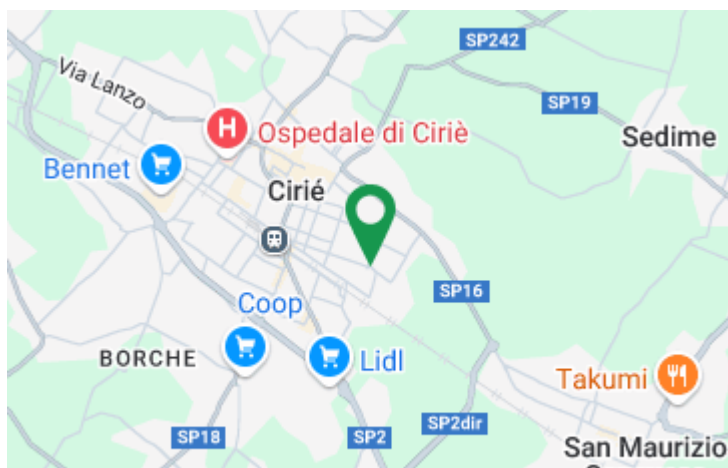 SP242
Via Lanzo
SP19
H
Ospedale di Ciriè
Sedime
Bennet
Cirié
SP16
Coop
BORCHE
Lidl
Takumi
SP2dir
SP18
SP2
San Maurizio